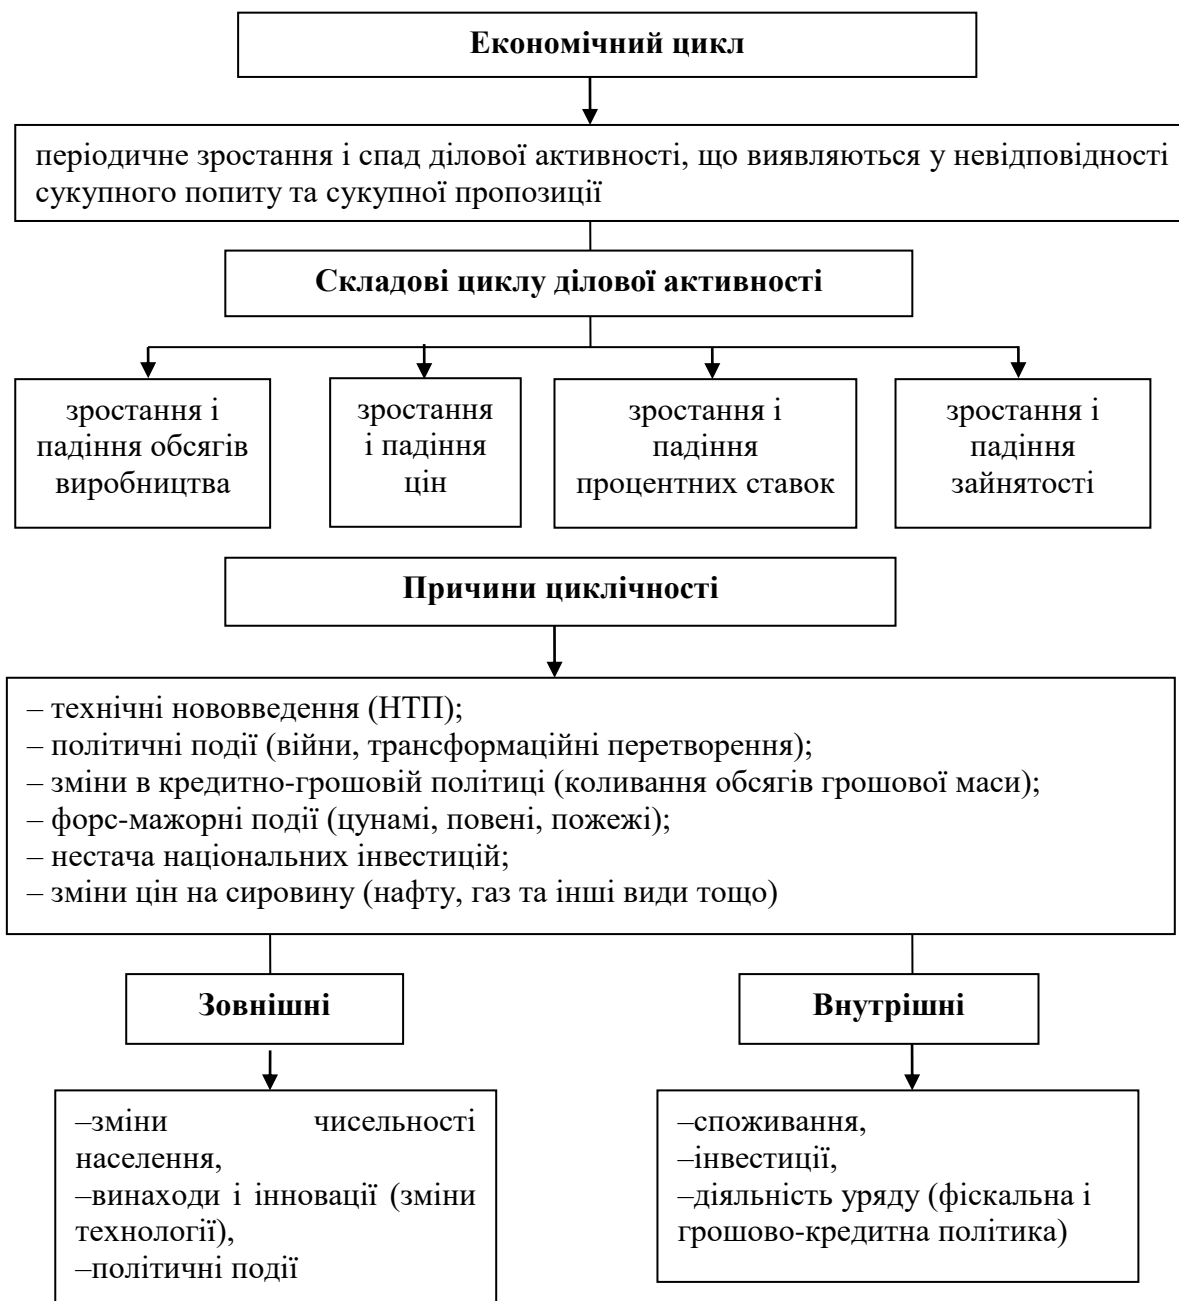 Економічний цикл
періодичне зростання і спад ділової активності, що виявляються у невідповідності
сукупного попиту та сукупної пропозиції
Складові циклу ділової активності
зростання і
падіння обсягів
виробництва
зростання
і падіння
цін
зростання і
падіння
процентних ставок
зростання і
падіння
зайнятості
Причини циклічності
– технічні нововведення (НТП);
– політичні події (війни, трансформаційні перетворення);
– зміни в кредитно-грошовій політиці (коливання обсягів грошової маси);
– форс-мажорні події (цунамі, повені, пожежі);
– нестача національних інвестицій;
– зміни цін на сировину (нафту, газ та інші види тощо)
Зовнішні
–зміни чисельності
населення,
–винаходи і інновації (зміни
технології),
–політичні події
Внутрішні
–споживання,
–інвестиції,
–діяльність уряду (фіскальна і
грошово-кредитна політика)